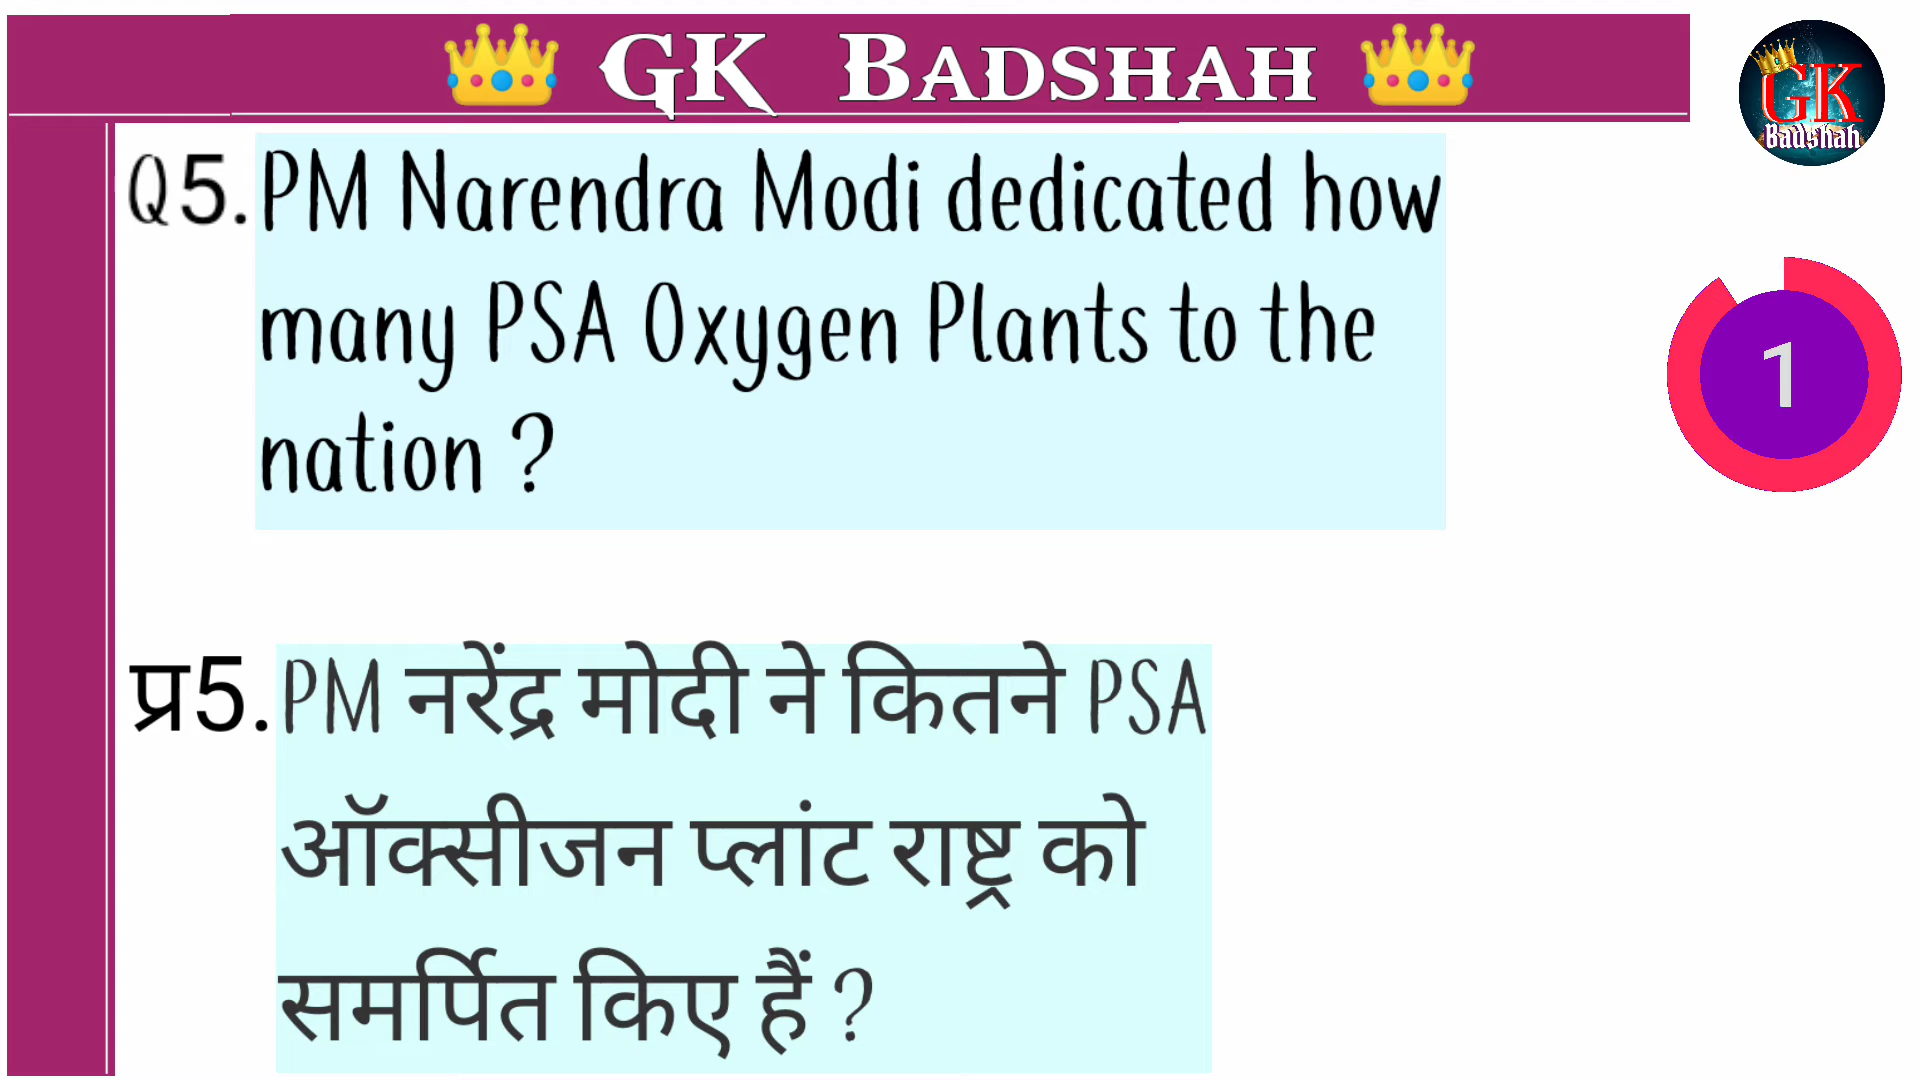 GK BADSHAH
GK
Badshah
Q5. PM Narendra Modi dedicated how
many PSA Oxygen Plants to the
nation ?
1
प्र5. PM नरेंद्र मोदी ने कितने PSA
ऑक्सीजन प्लांट राष्ट्र को
समर्पित किए हैं ?